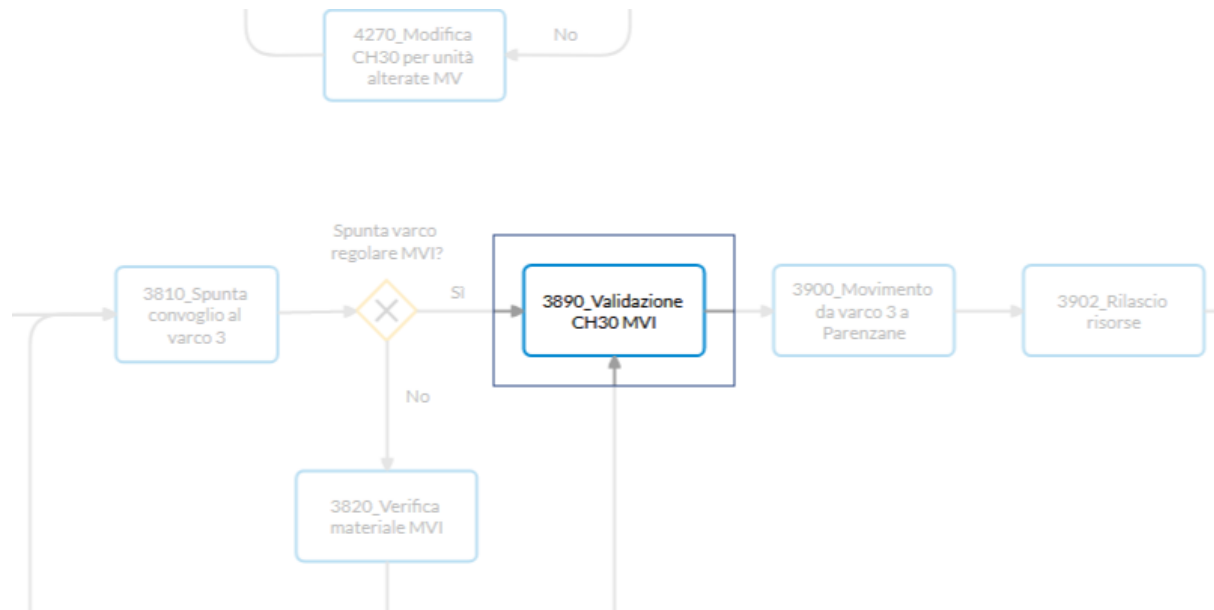 4270_Modifica
CH30 per unità
alterate MV
No
Spunta varco
regolare MVI?
3810_Spunta
convoglio al
varco 3
Sì
3890_Validazione
CH30 MVI
3900_Movimento
da varco 3 a
Parenzane
3902_Rilascio
risorse
No
3820_Verifica
materiale MVI